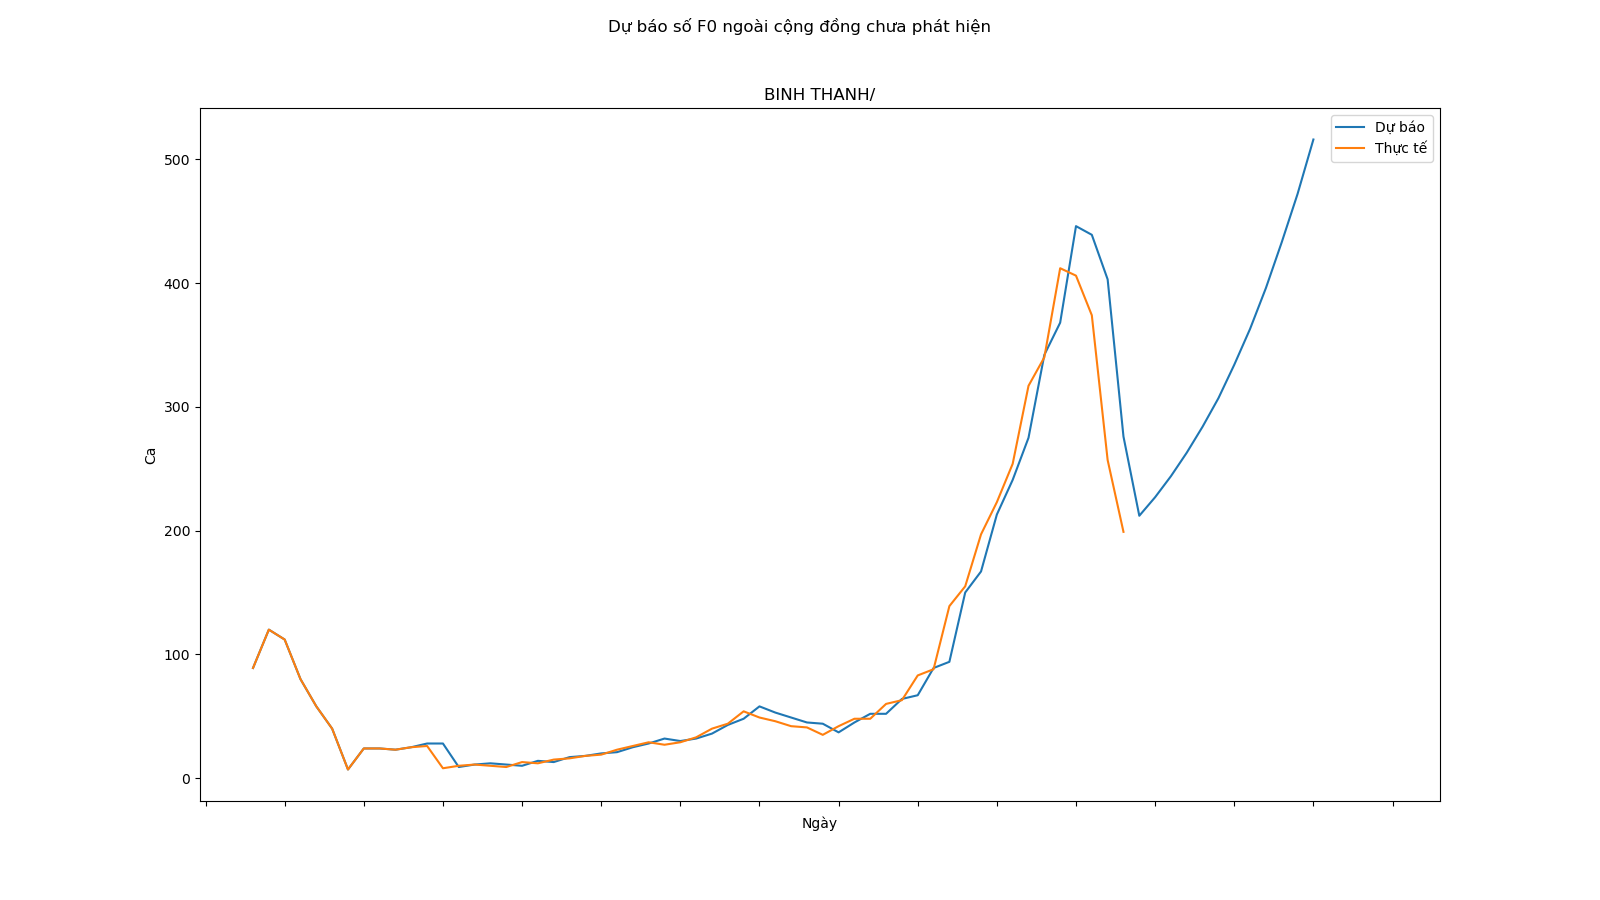 Dự báo số F0 ngoài cộng đồng chưa phát hiện
BINH THANH/
Dự báo
Thực tế
500
400
300
200
100
0
Ca
Ngày